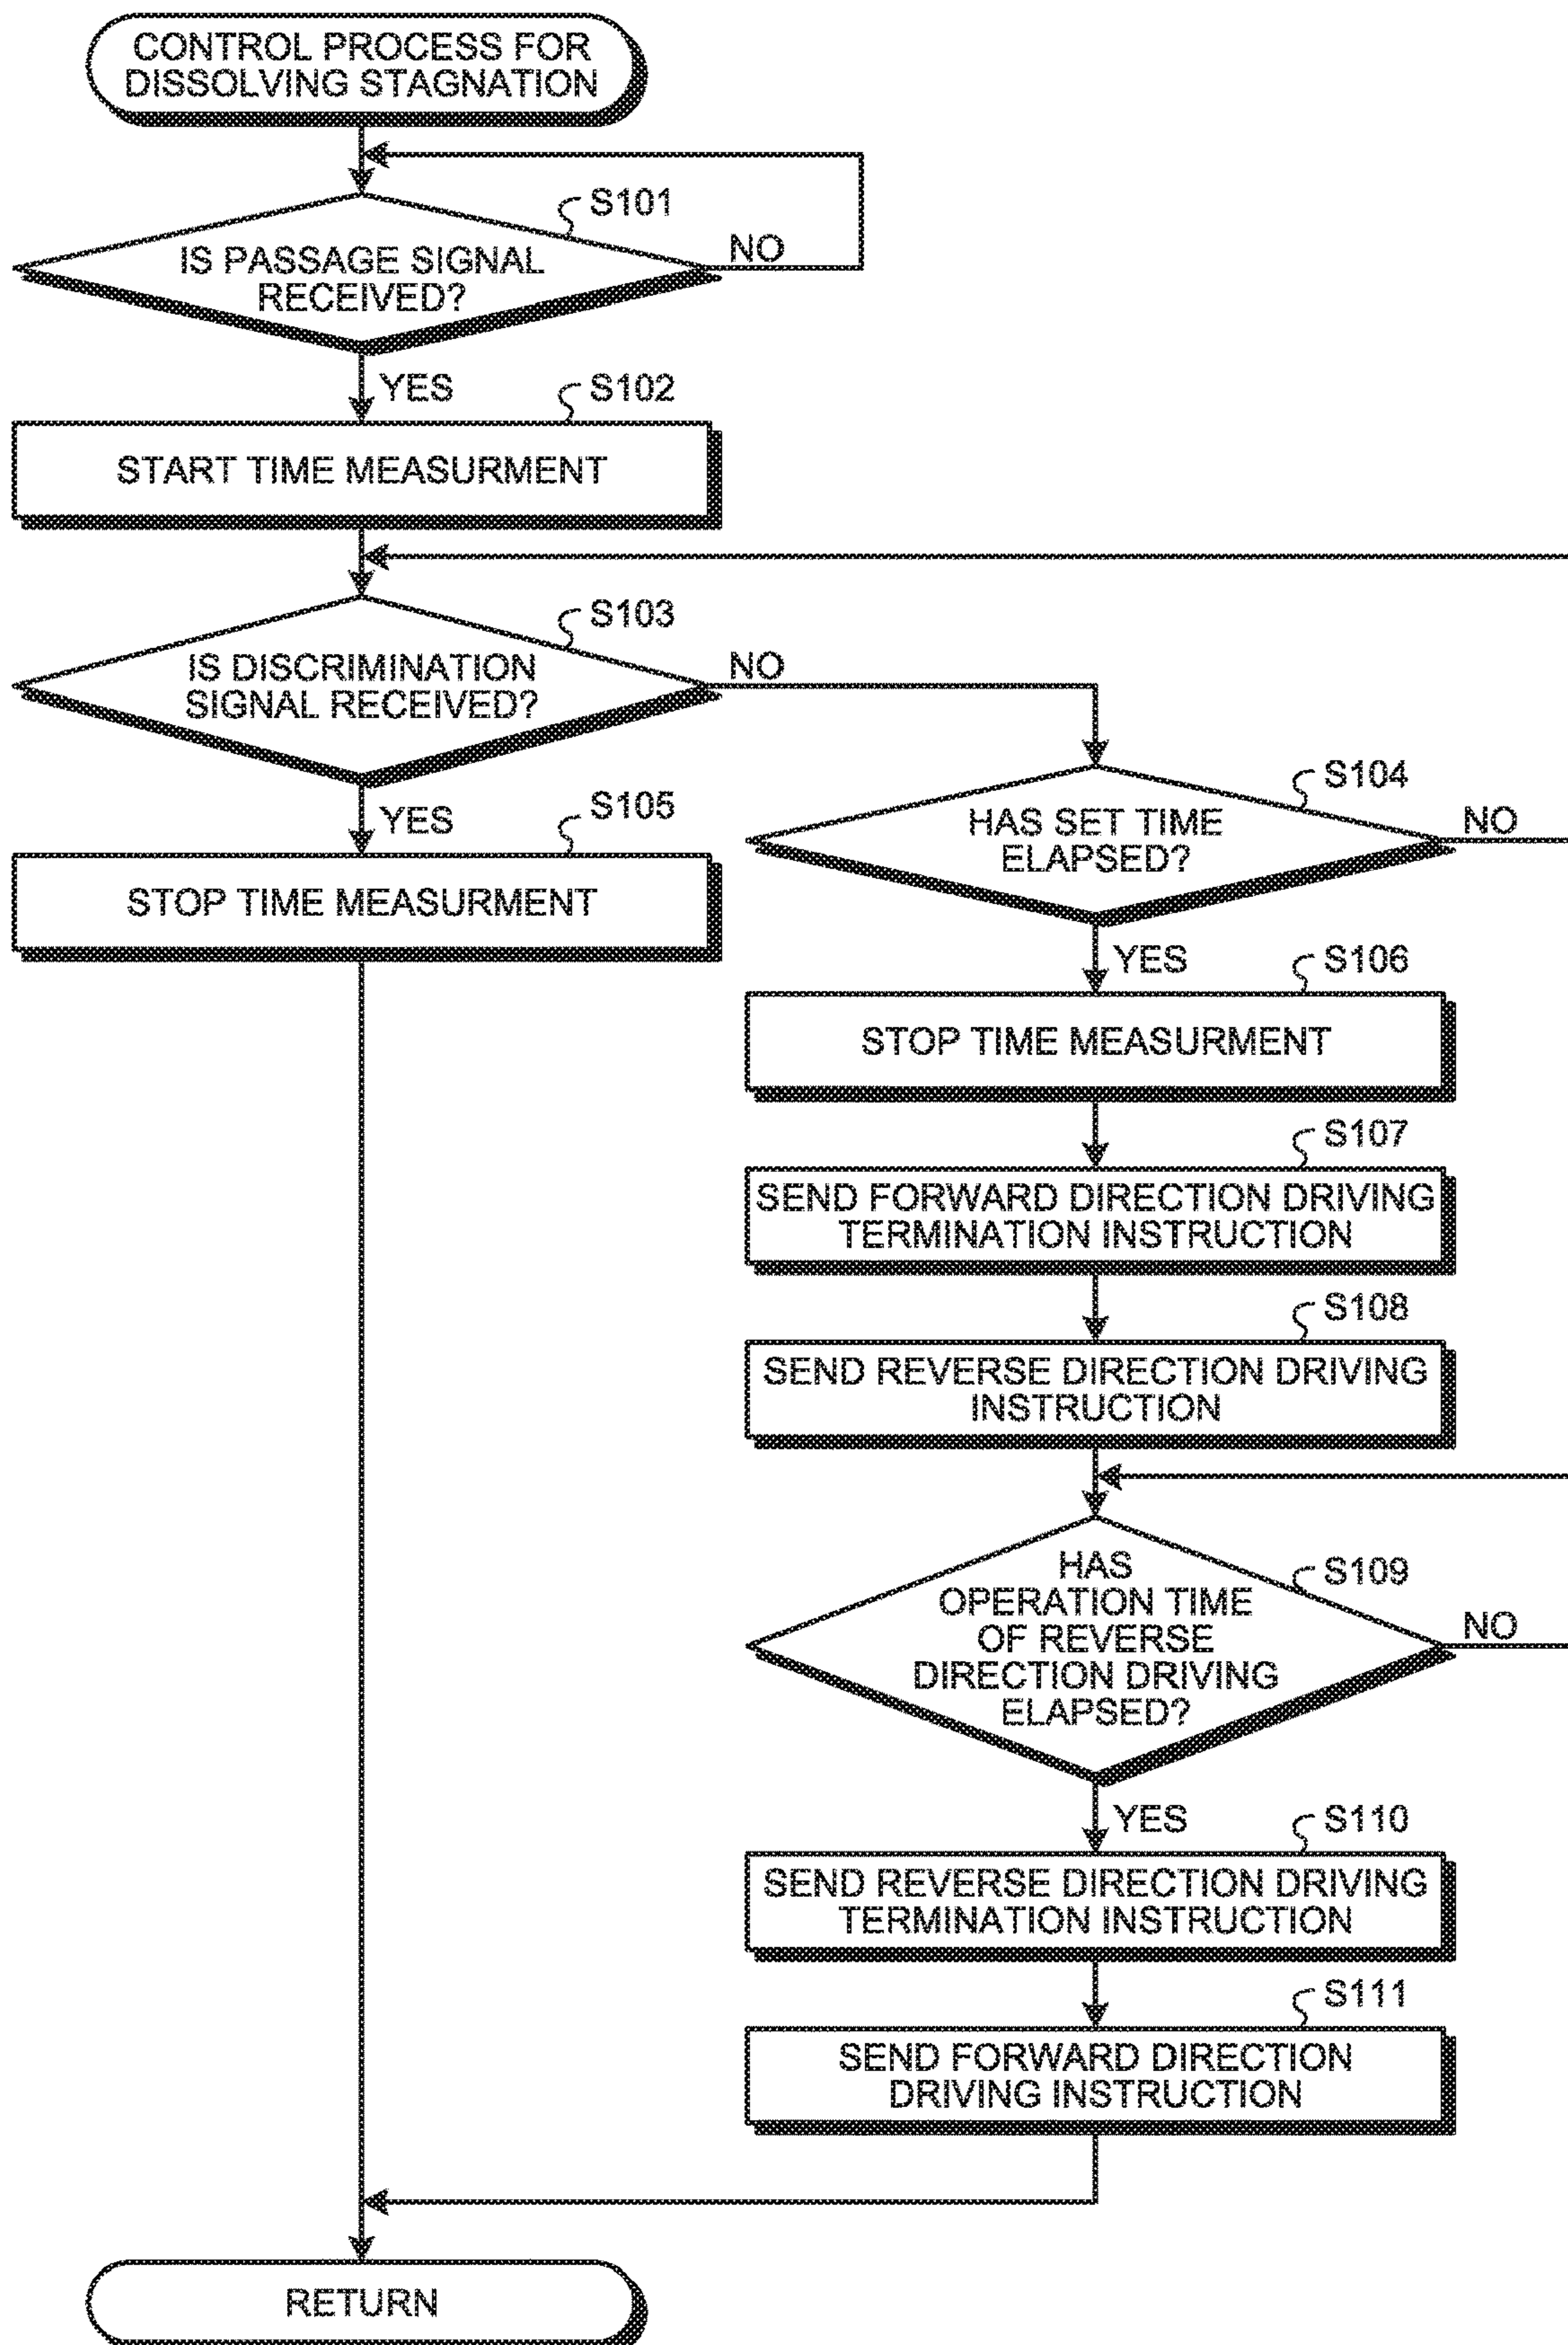 CONTROL PROCESS FOR
DISSOLVING STAGNATION
S101
IS PASSAGE SIGNAL
RECEIVED?
NO
YES
S102
START TIME MEASURMENT
S103
IS DISCRIMINATION
SIGNAL RECEIVED?
NO
YES
S104
HAS SET TIME
ELAPSED?
NO
S105
STOP TIME MEASURMENT
YES
S106
STOP TIME MEASURMENT
S107
SEND FORWARD DIRECTION DRIVING
TERMINATION INSTRUCTION
S108
SEND REVERSE DIRECTION DRIVING
INSTRUCTION
S109
HAS
OPERATION TIME
OF REVERSE
DIRECTION DRIVING
ELAPSED?
NO
YES
S110
SEND REVERSE DIRECTION DRIVING
TERMINATION INSTRUCTION
S111
SEND FORWARD DIRECTION
DRIVING INSTRUCTION
RETURN